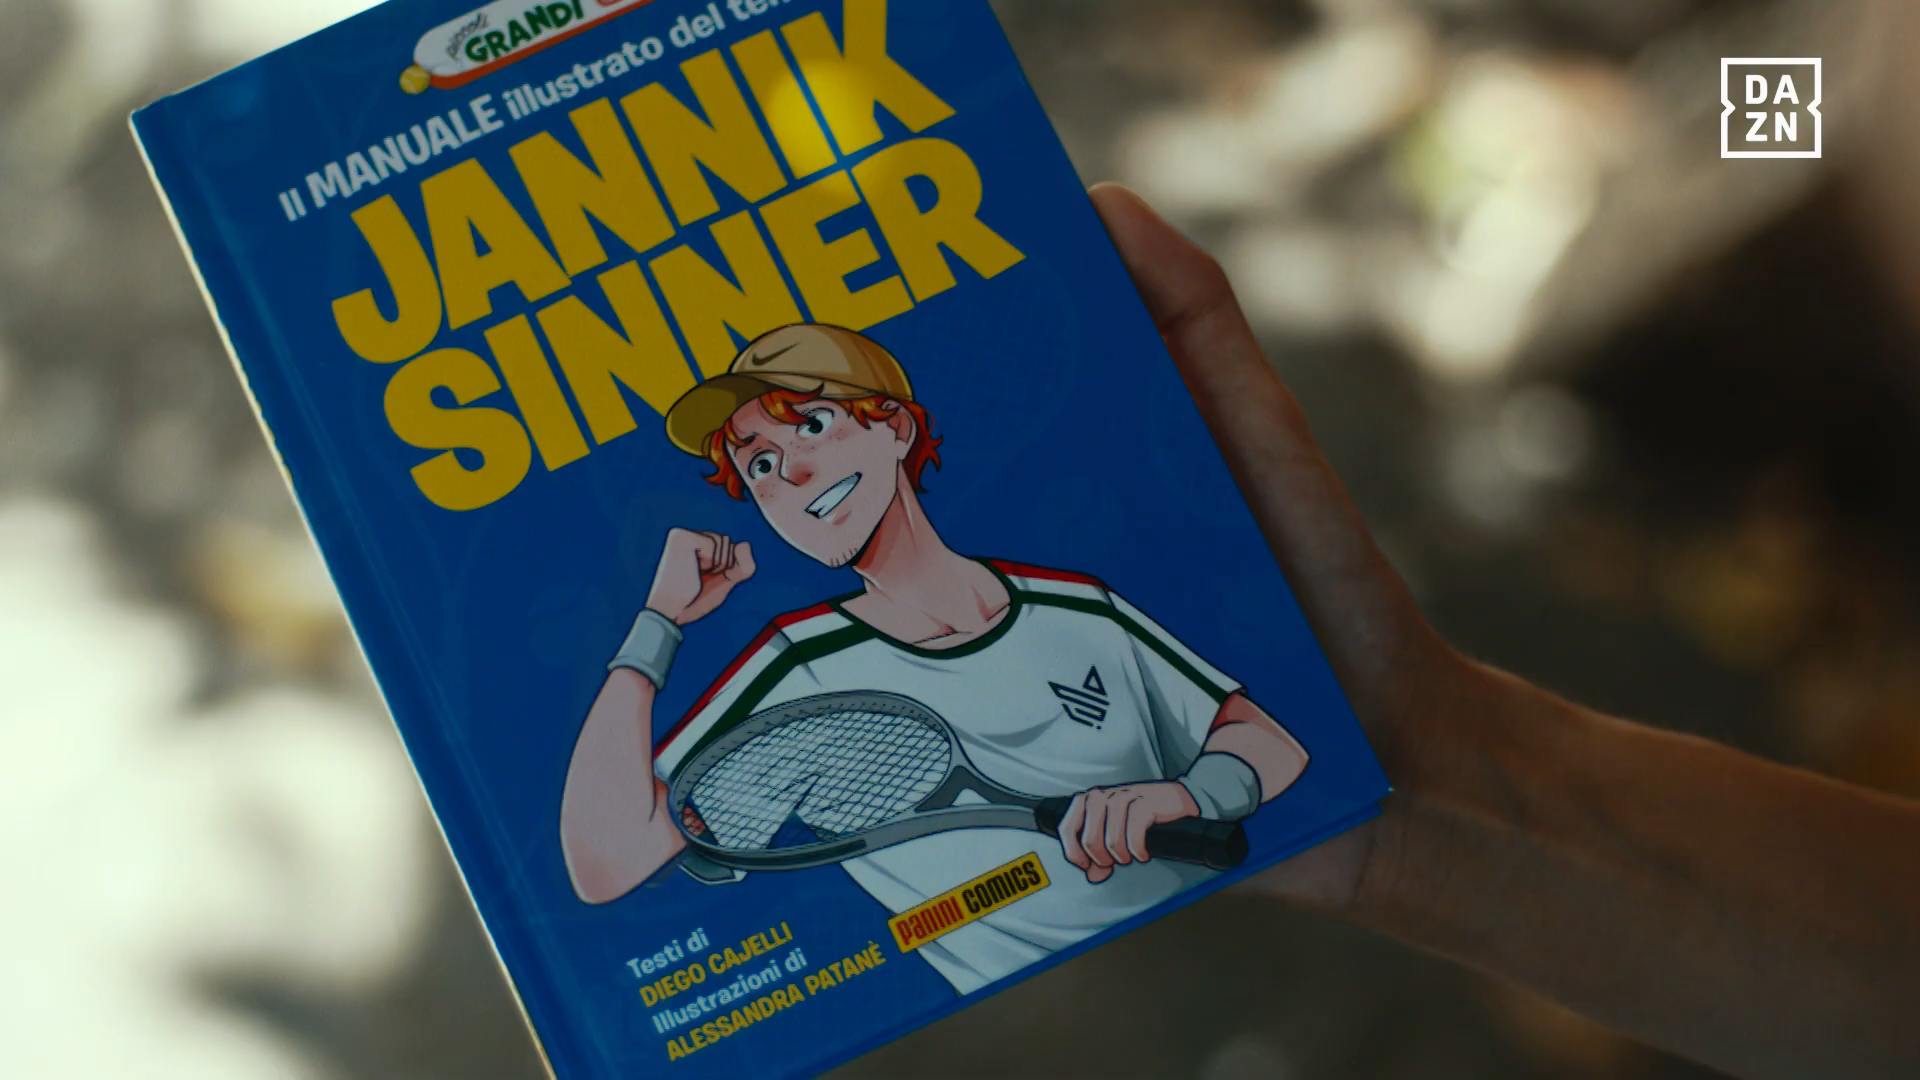 piccoli
GRANDI
Il MANUALE illustrato del
JANNIK
SINNER
PANINI COMICS
Testi di
DIEGO CAJELLI
Illustrazioni di
ALESSANDRA PATANÈ
DA
ZN